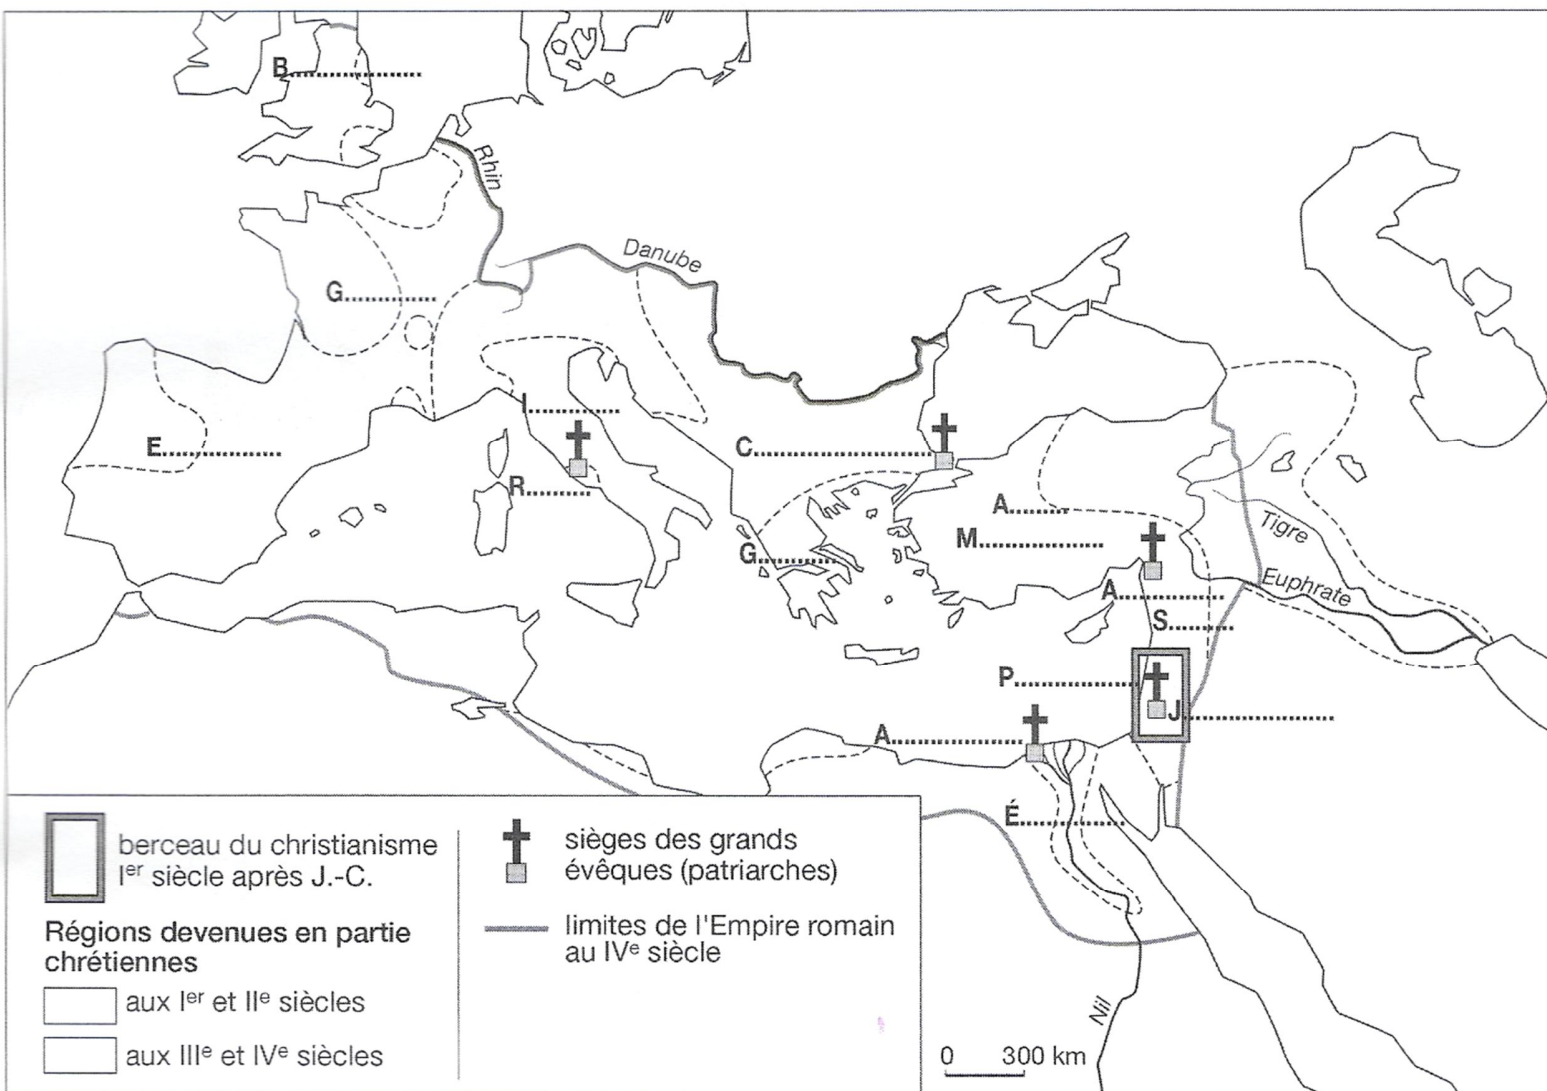 B....................
Rhin
Danube
G...............
I...............
E....................
C..............................
R...........
A..........
Tigre
M....................
G...............
Euphrate
A....................
S...........
P....................
J.........................
A......................
É....................
berceau du christianisme
Ier siècle après J.-C.
Régions devenues en partie
chrétiennes
aux Ier et IIe siècles
aux IIIe et IVe siècles
sièges des grands
évêques (patriarches)
limites de l'Empire romain
au IVe siècle
Nil
0 300 km